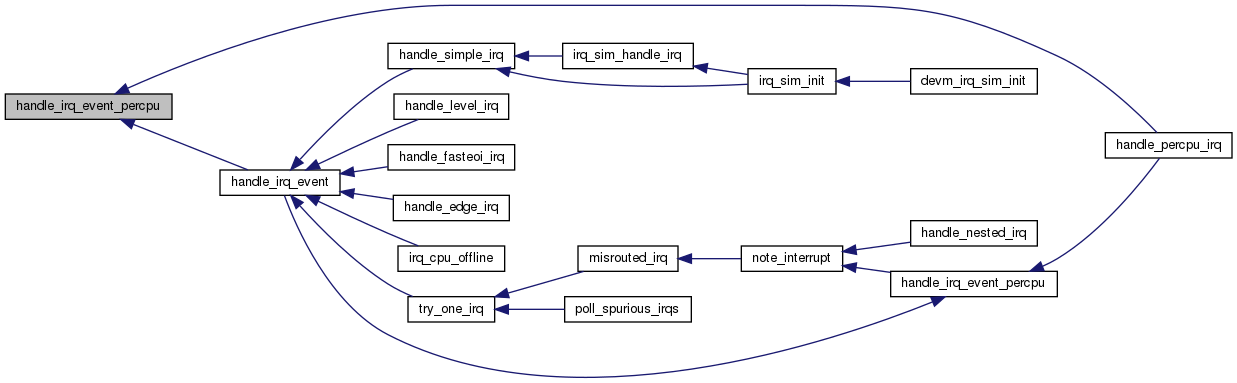 handle_irq_event_percpu
handle_irq_event
handle_simple_irq
irq_sim_handle_irq
irq_sim_init
devm_irq_sim_init
handle_level_irq
handle_fasteoi_irq
handle_edge_irq
irq_cpu_offline
try_one_irq
misrouted_irq
poll_spurious_irqs
note_interrupt
handle_nested_irq
handle_irq_event_percpu
handle_percpu_irq